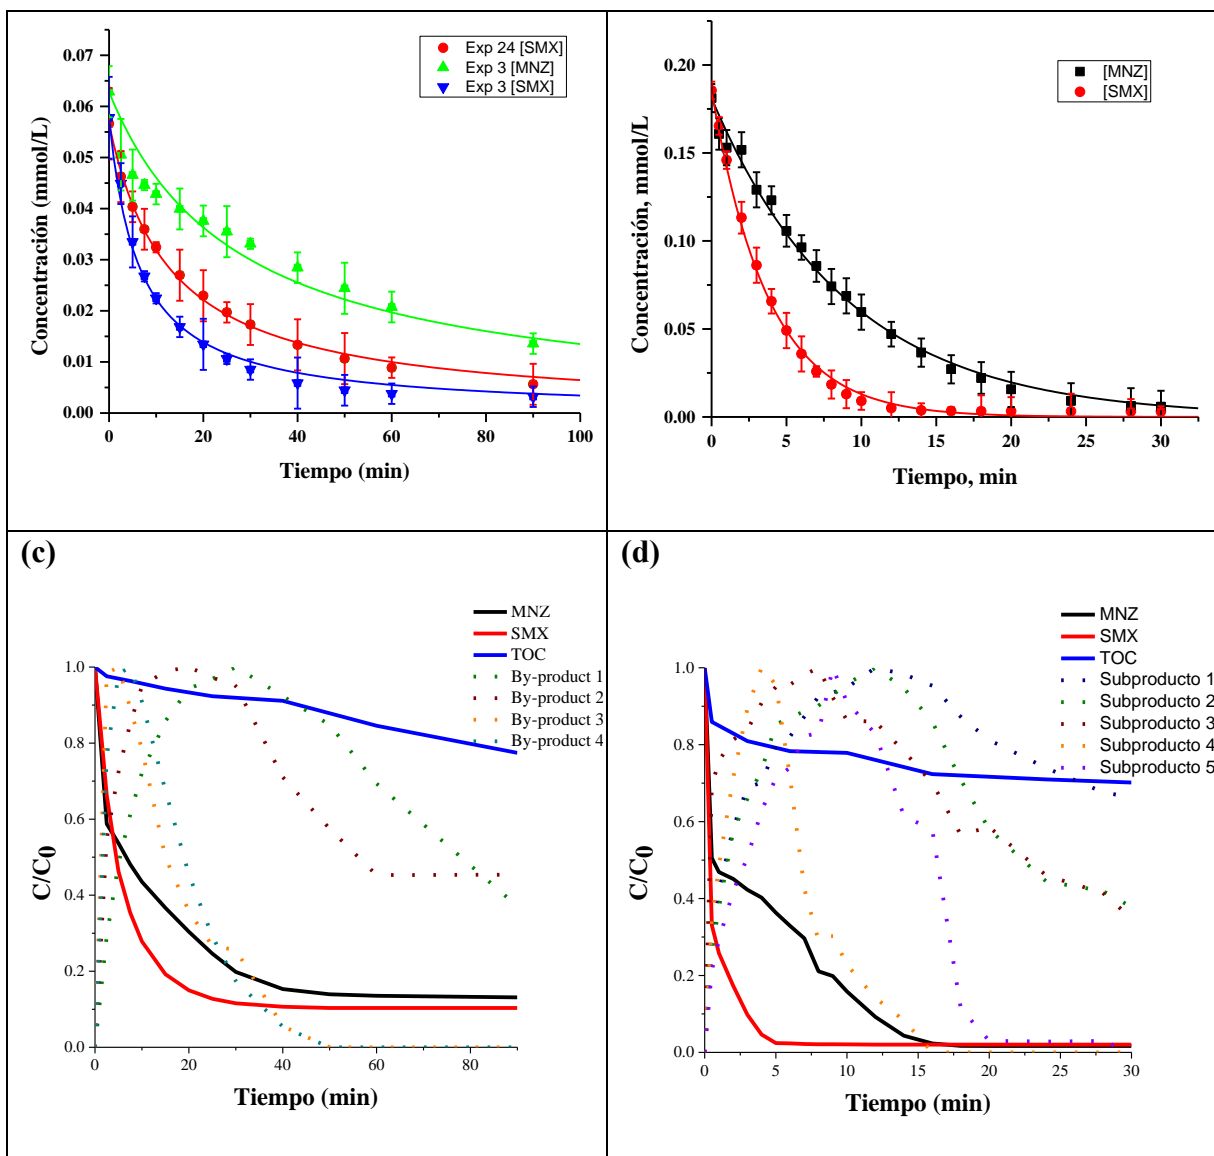 0.07
0.06
0.05
0.04
0.03
0.02
0.01
0.00
0
20
40
60
80
100
Concentración (mmol/L)
Tiempo (min)
Exp 24 [SMX]
Exp 3 [MNZ]
Exp 3 [SMX]
0.20
0.15
0.10
0.05
0.00
0
5
10
15
20
25
30
Concentración, mmol/L
Tiempo, min
[MNZ]
[SMX]
(c)
MNZ
SMX
TOC
By-product 1
By-product 2
By-product 3
By-product 4
1.0
0.8
0.6
0.4
0.2
0.0
0
20
40
60
80
C/C0
Tiempo (min)
(d)
MNZ
SMX
TOC
Subproducto 1
Subproducto 2
Subproducto 3
Subproducto 4
Subproducto 5
1.0
0.8
0.6
0.4
0.2
0.0
0
5
10
15
20
25
30
C/C0
Tiempo (min)